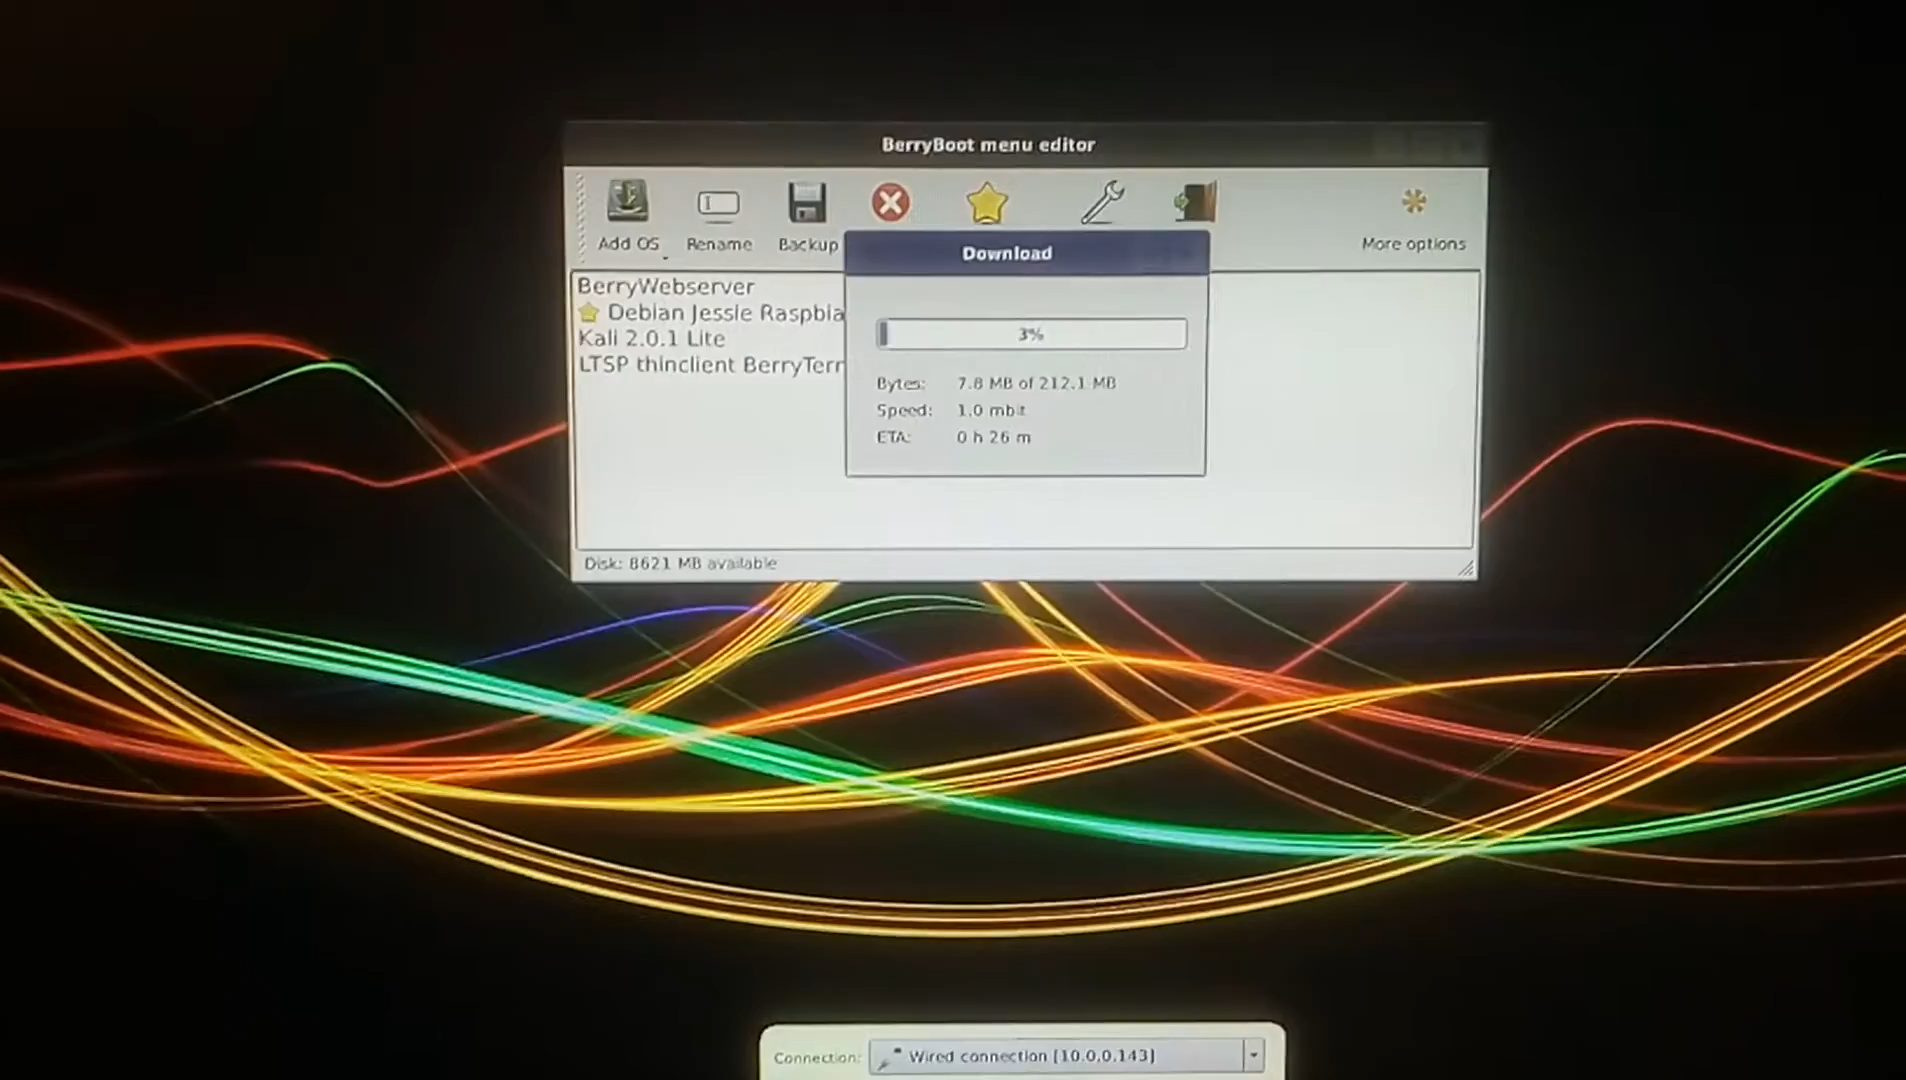 BerryBoot menu editor
Add OS Rename Backup More options
Download
BerryWebserver
Debian Jessie Raspbia
Kali 2.0.1 Lite
LTSP thinclient BerryTerr
3%
Bytes: 7.8 MB of 212.1 MB
Speed: 1.0 mbit
ETA: 0 h 26 m
Disk: 8621 MB available
Connection: Wired connection [10.0.0.143]